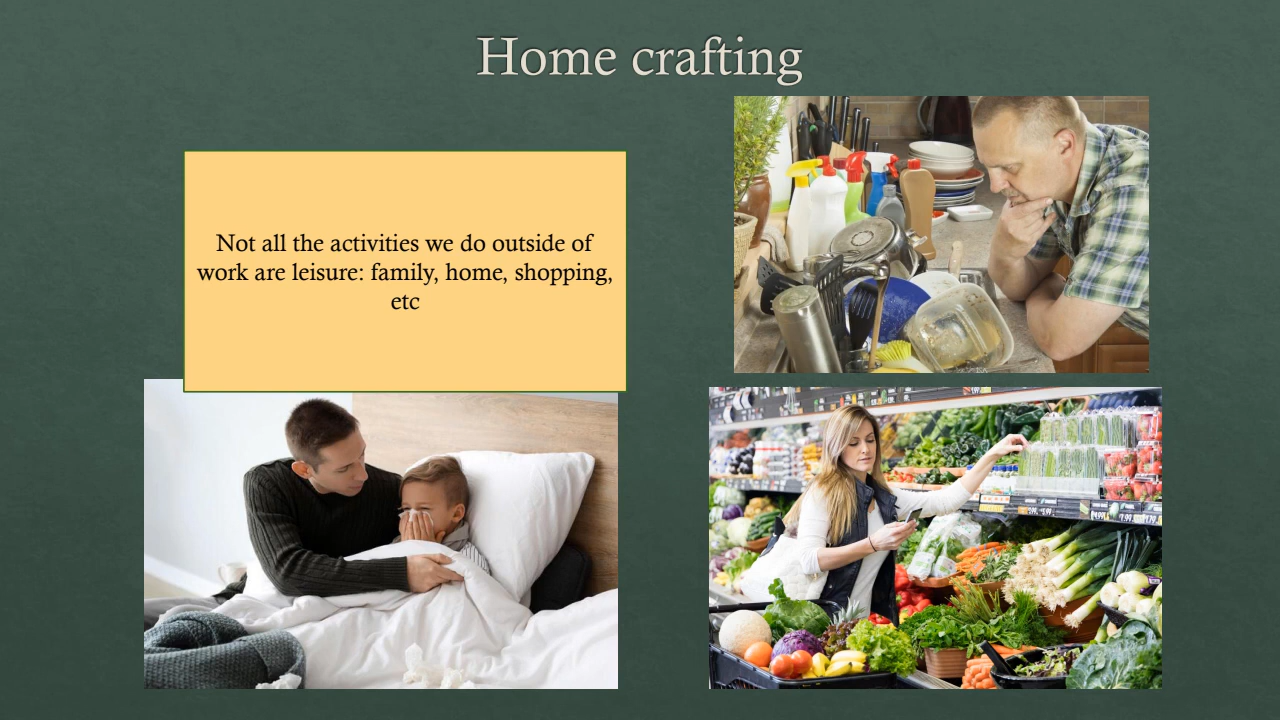 Home crafting
Not all the activities we do outside of
work are leisure: family, home, shopping,
etc